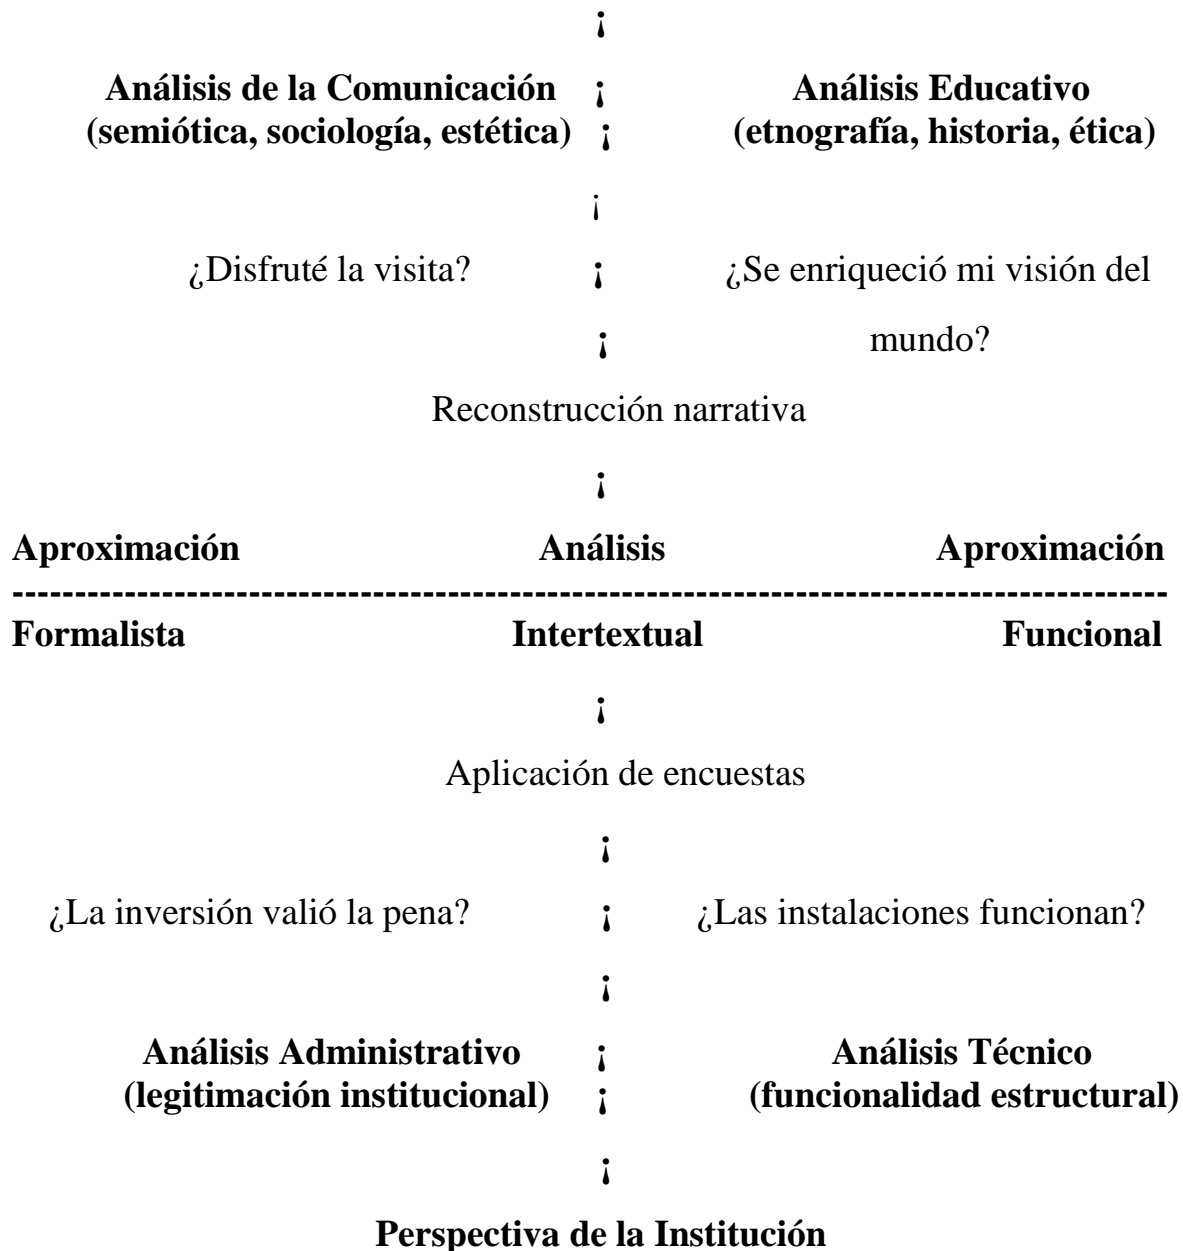 ¡
Análisis de la Comunicación ¡ Análisis Educativo
(semiótica, sociología, estética) ¡ (etnografía, historia, ética)
¡
¿Disfruté la visita? ¡ ¿Se enriqueció mi visión del
¡ mundo?
Reconstrucción narrativa
¡
Aproximación Análisis Aproximación
---------------------------------------------------------------------------------------------
Formalista Intertextual Funcional
¡
Aplicación de encuestas
¡
¿La inversión valió la pena? ¡ ¿Las instalaciones funcionan?
¡
Análisis Administrativo ¡ Análisis Técnico
(legitimación institucional) ¡ (funcionalidad estructural)
¡
Perspectiva de la Institución